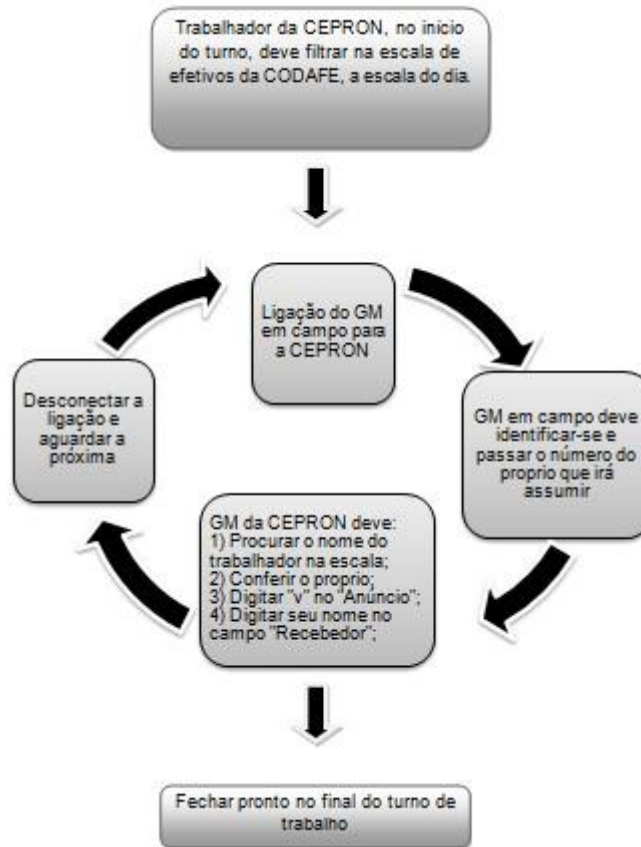 Trabalhador da CEPRON, no início
do turno, deve filtrar na escala de
efetivos da CODAFE, a escala do dia.
Ligação do GM
em campo para
a CEPRON
GM em campo deve
identificar-se e
passar o número do
proprio que irá
assumir
GM da CEPRON deve:
1) Procurar o nome do
trabalhador na escala;
2) Conferir o proprio;
3) Digitar "v" no "Anúncio";
4) Digitar seu nome no
campo "Recebedor";
Desconectar a
ligação e
aguardar a
próxima
Fechar pronto no final do turno de
trabalho